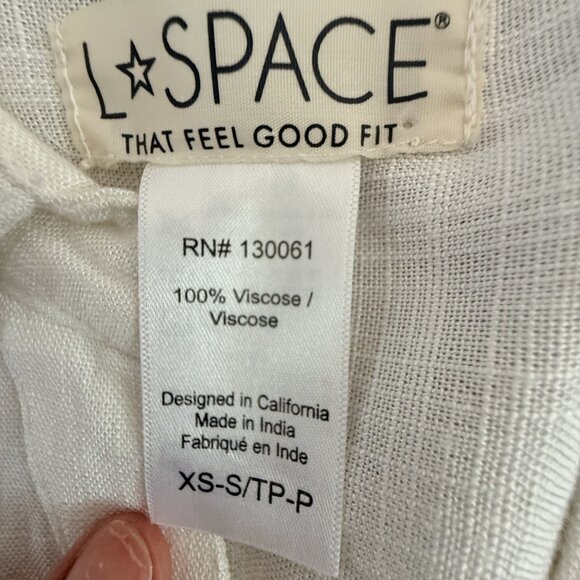 L☆SPACE®
THAT FEEL GOOD FIT
RN# 130061
100% Viscose /
Viscose
Designed in California
Made in India
Fabriqué en Inde
XS-S/TP-P